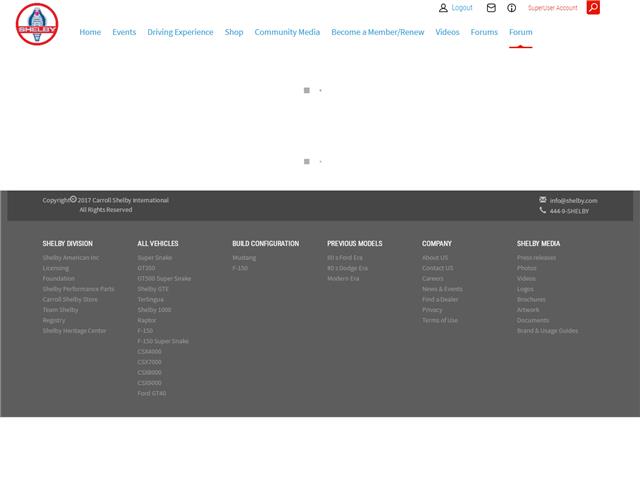 SHELBY
Logout
SuperUser Account
Home Events Driving Experience Shop Community Media Become a Member/Renew Videos Forums Forum
Copyright© 2017 Carroll Shelby International
All Rights Reserved
info@shelby.com
444-9-SHELBY
SHELBY DIVISION
Shelby American Inc
Licensing
Foundation
Shelby Performance Parts
Carroll Shelby Store
Team Shelby
Registry
Shelby Heritage Center
ALL VEHICLES
Super Snake
GT350
GT500 Super Snake
Shelby GTE
Terlingua
Shelby 1000
Raptor
F-150
F-150 Super Snake
CSX4000
CSX7000
CSX8000
CSX9000
Ford GT40
BUILD CONFIGURATION
Mustang
F-150
PREVIOUS MODELS
60 s Ford Era
80 s Dodge Era
Modern Era
COMPANY
About US
Contact US
Careers
News & Events
Find a Dealer
Privacy
Terms of Use
SHELBY MEDIA
Press releases
Photos
Videos
Logos
Brochures
Artwork
Documents
Brand & Usage Guides